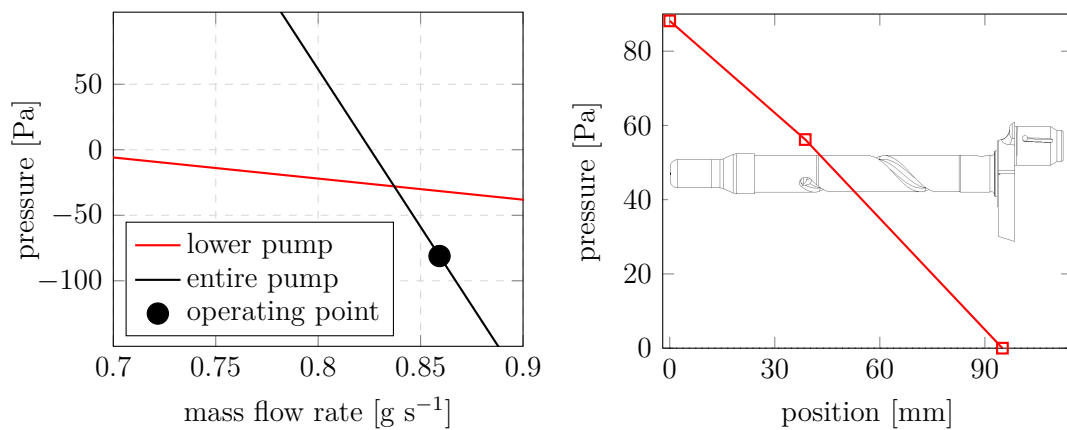 50
0
−50
−100
0.7 0.75 0.8 0.85 0.9
pressure [Pa]
mass flow rate [g s⁻¹]
lower pump
entire pump
operating point
80
60
40
20
0
0 30 60 90
pressure [Pa]
position [mm]